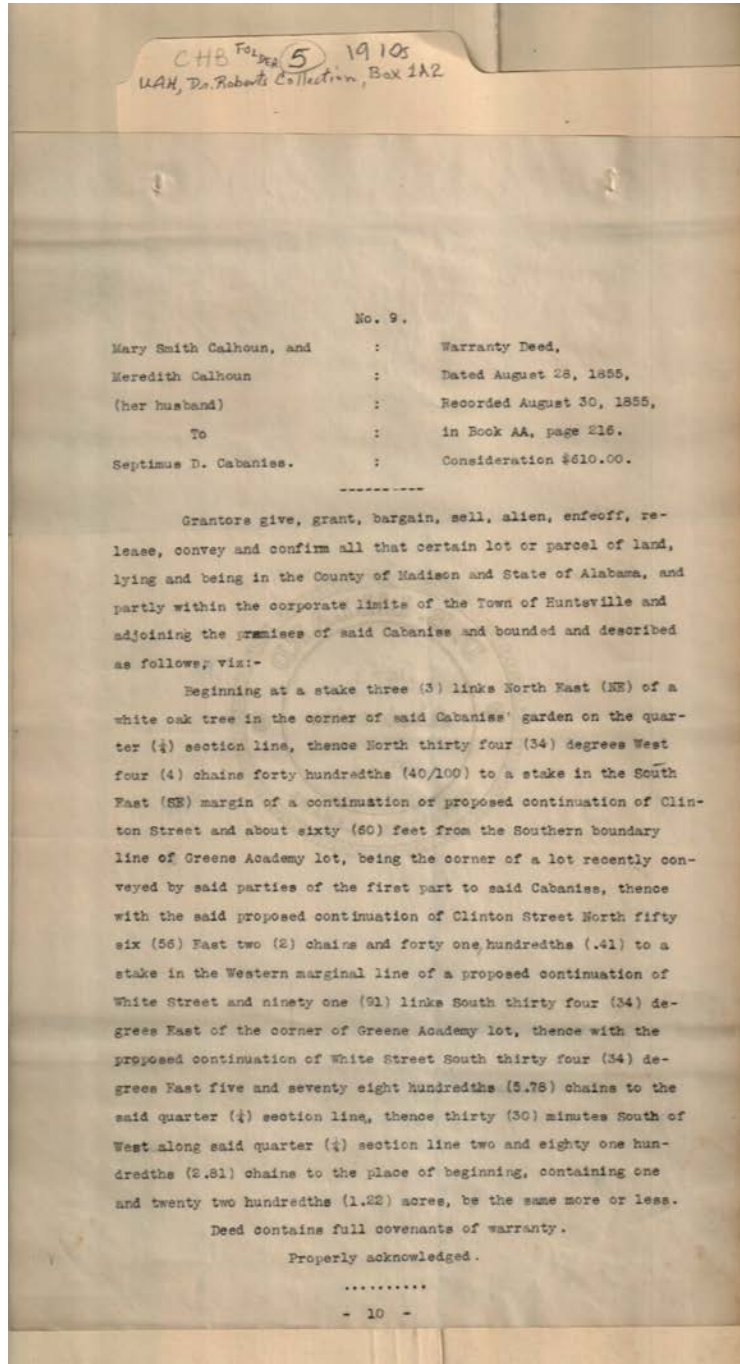 CHB FOLDER 5 1910s
UAH, Dr. Roberts Collection, Box 1A2
No. 9.
Mary Smith Calhoun, and : Warranty Deed,
Meredith Calhoun : Dated August 28, 1855,
(her husband) : Recorded August 30, 1855,
To : in Book AA, page 216.
Septimus D. Cabaniss. : Consideration $610.00.
----------
Grantors give, grant, bargain, sell, alien, enfeoff, re-
lease, convey and confirm all that certain lot or parcel of land,
lying and being in the County of Madison and State of Alabama, and
partly within the corporate limits of the Town of Huntsville and
adjoining the premises of said Cabaniss and bounded and described
as follows, viz:-
Beginning at a stake three (3) links North East (NE) of a
white oak tree in the corner of said Cabaniss' garden on the quar-
ter (¼) section line, thence North thirty four (34) degrees West
four (4) chains forty hundredths (40/100) to a stake in the South
East (SE) margin of a continuation or proposed continuation of Clin-
ton Street and about sixty (60) feet from the Southern boundary
line of Greene Academy lot, being the corner of a lot recently con-
veyed by said parties of the first part to said Cabaniss, thence
with the said proposed continuation of Clinton Street North fifty
six (56) East two (2) chains and forty one hundredths (.41) to a
stake in the Western marginal line of a proposed continuation of
White Street and ninety one (91) links South thirty four (34) de-
grees East of the corner of Greene Academy lot, thence with the
proposed continuation of White Street South thirty four (34) de-
grees East five and seventy eight hundredths (5.78) chains to the
said quarter (¼) section line, thence thirty (30) minutes South of
West along said quarter (¼) section line two and eighty one hun-
dredths (2.81) chains to the place of beginning, containing one
and twenty two hundredths (1.22) acres, be the same more or less.
Deed contains full covenants of warranty.
Properly acknowledged.
..........
- 10 -